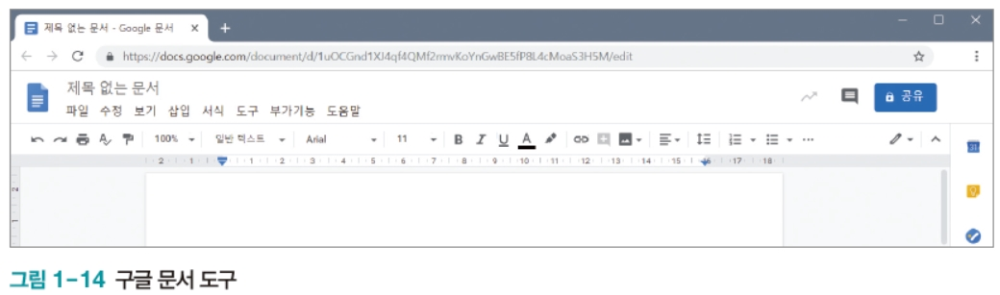 제목 없는 문서 - Google 문서 × +
https://docs.google.com/document/d/1uOCGnd1XJ4qf4QMf2rmvKoYnGwBE5fP8L4cMoaS3H5M/edit
제목 없는 문서
파일 수정 보기 삽입 서식 도구 부가기능 도움말
공유
100% 일반 텍스트 Arial 11 B I U A
2 1 1 2 3 4 5 6 7 8 9 10 11 12 13 14 15 16 17 18
그림 1-14 구글 문서 도구